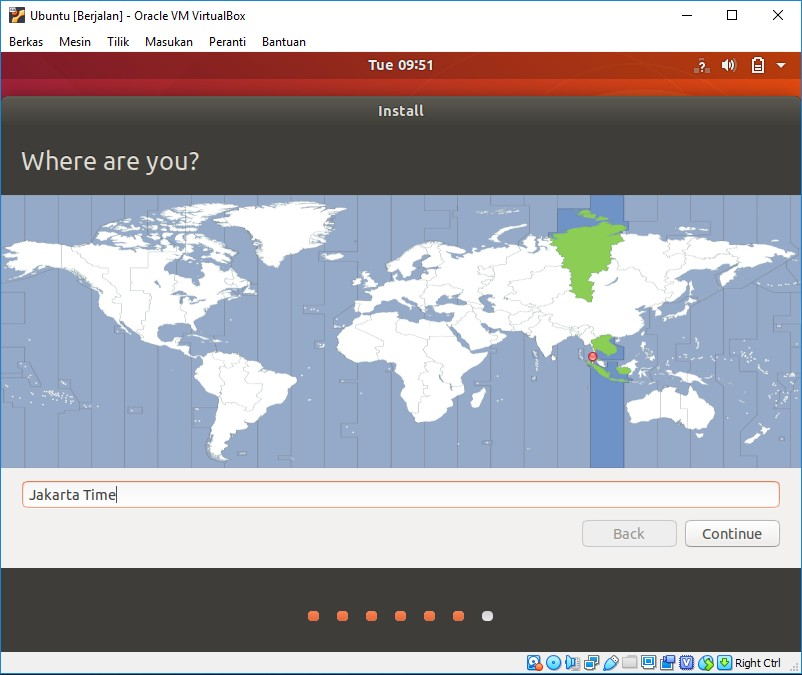 Ubuntu [Berjalan] - Oracle VM VirtualBox
Berkas Mesin Tilik Masukan Peranti Bantuan
Tue 09:51
?
Install
Where are you?
Jakarta Time
Back Continue
V Right Ctrl